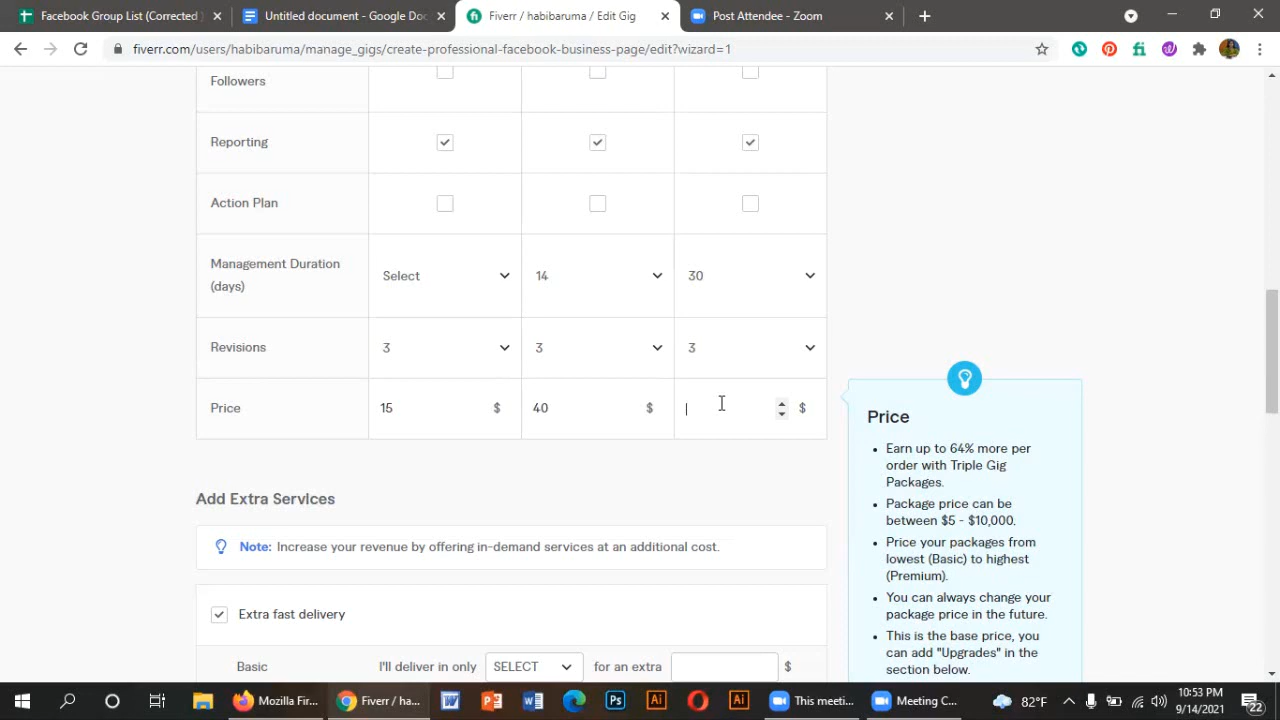 Facebook Group List (Corrected
Untitled document - Google Doc
Fiverr / habibaruma / Edit Gig
Post Attendee - Zoom
fiverr.com/users/habibaruma/manage_gigs/create-professional-facebook-business-page/edit?wizard=1
Followers
Reporting
Action Plan
Management Duration
(days)
Select
14
30
Revisions
3
3
3
Price
15
$
40
$
$
Add Extra Services
Note: Increase your revenue by offering in-demand services at an additional cost.
Extra fast delivery
Basic
I'll deliver in only
SELECT
for an extra
$
Price
Earn up to 64% more per
order with Triple Gig
Packages.
Package price can be
between $5 - $10,000.
Price your packages from
lowest (Basic) to highest
(Premium).
You can always change your
package price in the future.
This is the base price, you
can add "Upgrades" in the
section below.
Mozilla Fir...
Fiverr / ha...
Ps
Ai
Ai
This meeti...
Meeting C...
82°F
10:53 PM
9/14/2021
22